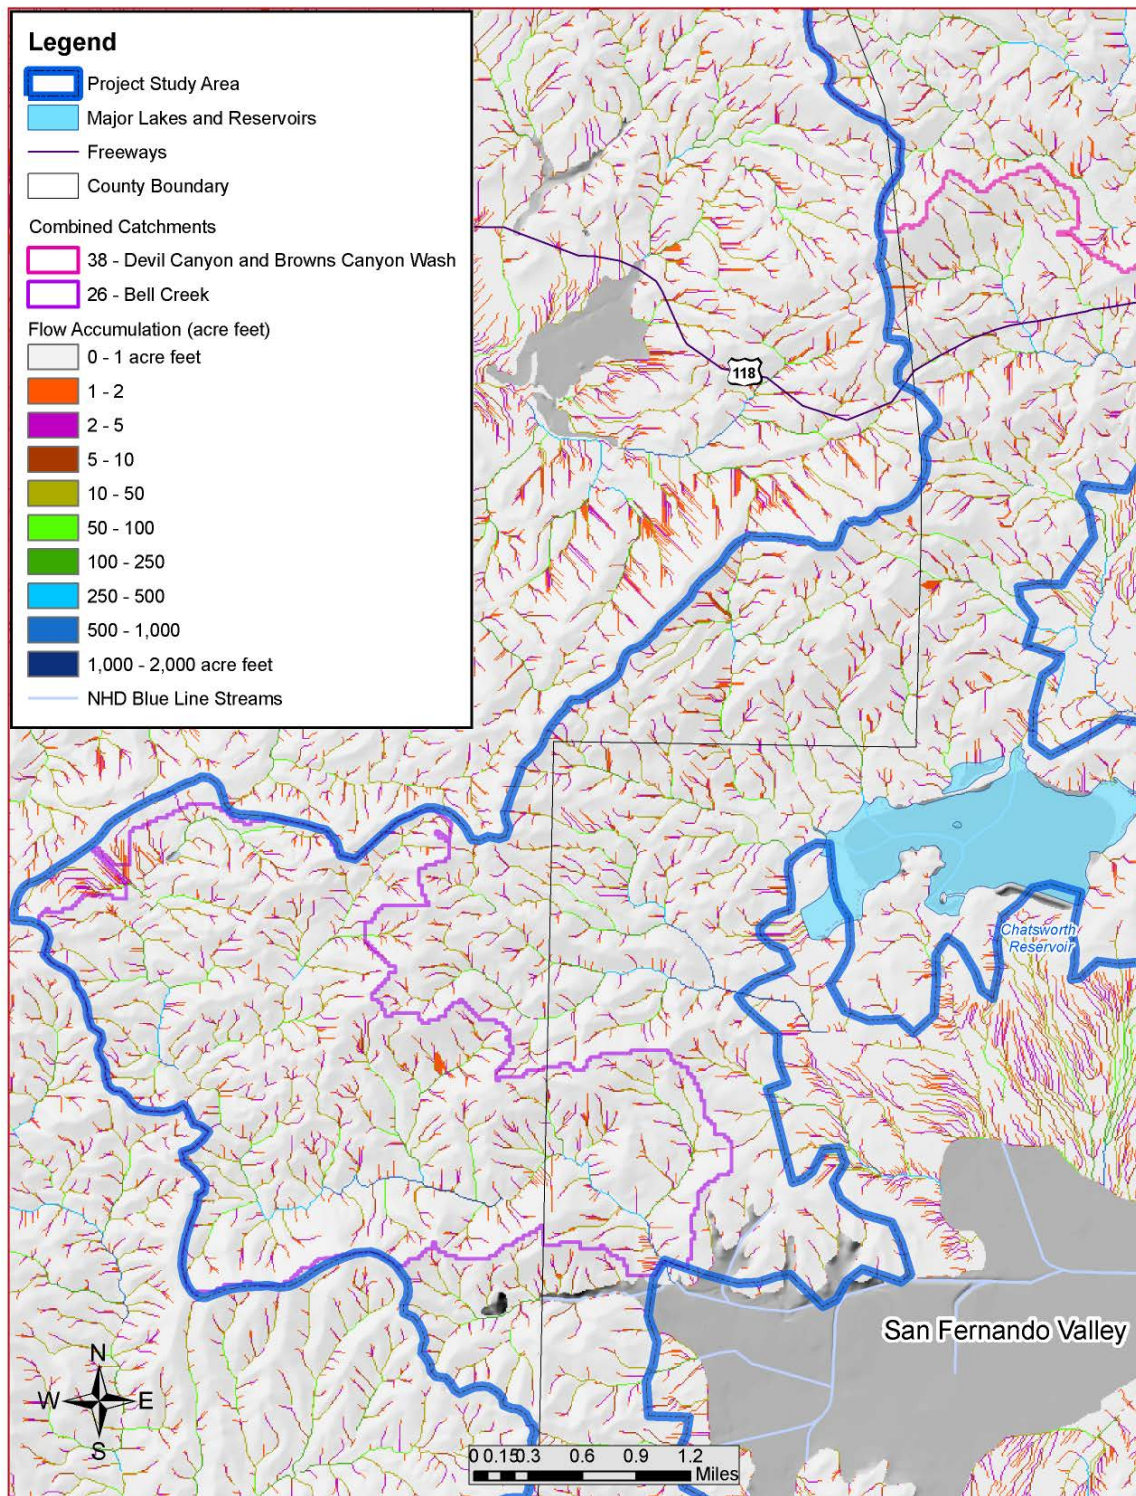 Legend
Project Study Area
Major Lakes and Reservoirs
Freeways
County Boundary
Combined Catchments
38 - Devil Canyon and Browns Canyon Wash
26 - Bell Creek
Flow Accumulation (acre feet)
0 - 1 acre feet
1 - 2
2 - 5
5 - 10
10 - 50
50 - 100
100 - 250
250 - 500
500 - 1,000
1,000 - 2,000 acre feet
NHD Blue Line Streams
118
Chatsworth
Reservoir
San Fernando Valley
N
W E
S
0 0.15 0.3 0.6 0.9 1.2
Miles